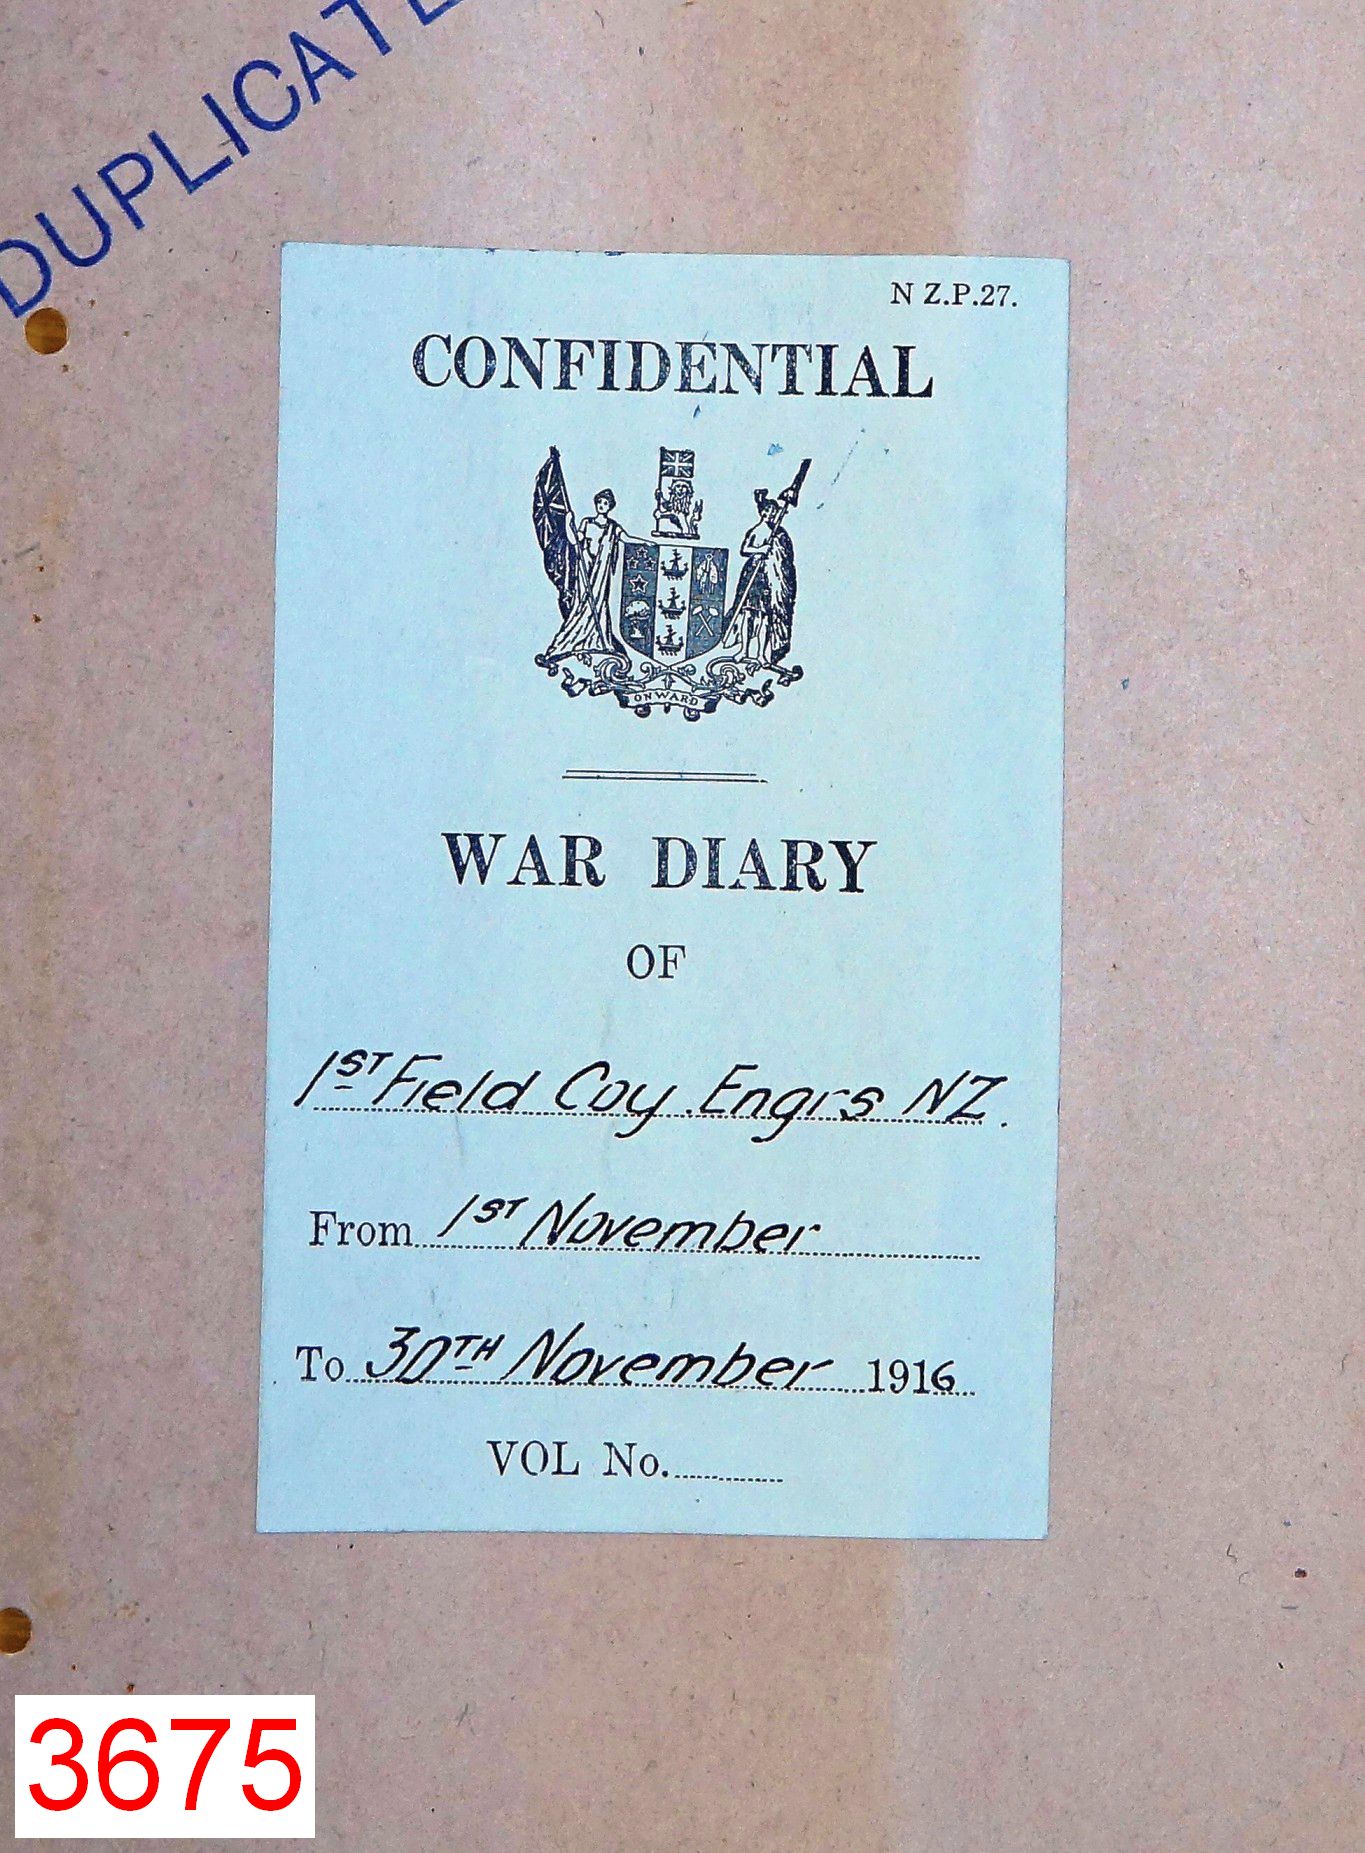 DUPLICATE
N Z.P.27.
CONFIDENTIAL
ONWARD
WAR DIARY
OF
1ST Field Coy. Engrs NZ.
From 1ST November
To 30TH November 1916
VOL No.
3675